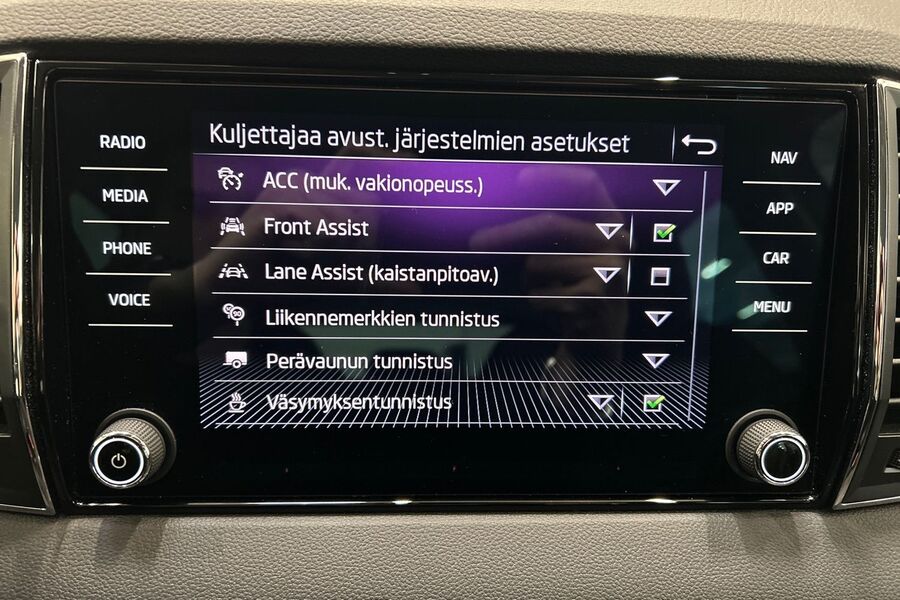 RADIO
MEDIA
PHONE
VOICE
Kuljettajaa avust. järjestelmien asetukset
ACC (muk. vakionopeuss.)
Front Assist
Lane Assist (kaistanpitoav.)
90
Liikennemerkkien tunnistus
Perävaunun tunnistus
Väsymyksentunnistus
NAV
APP
CAR
MENU